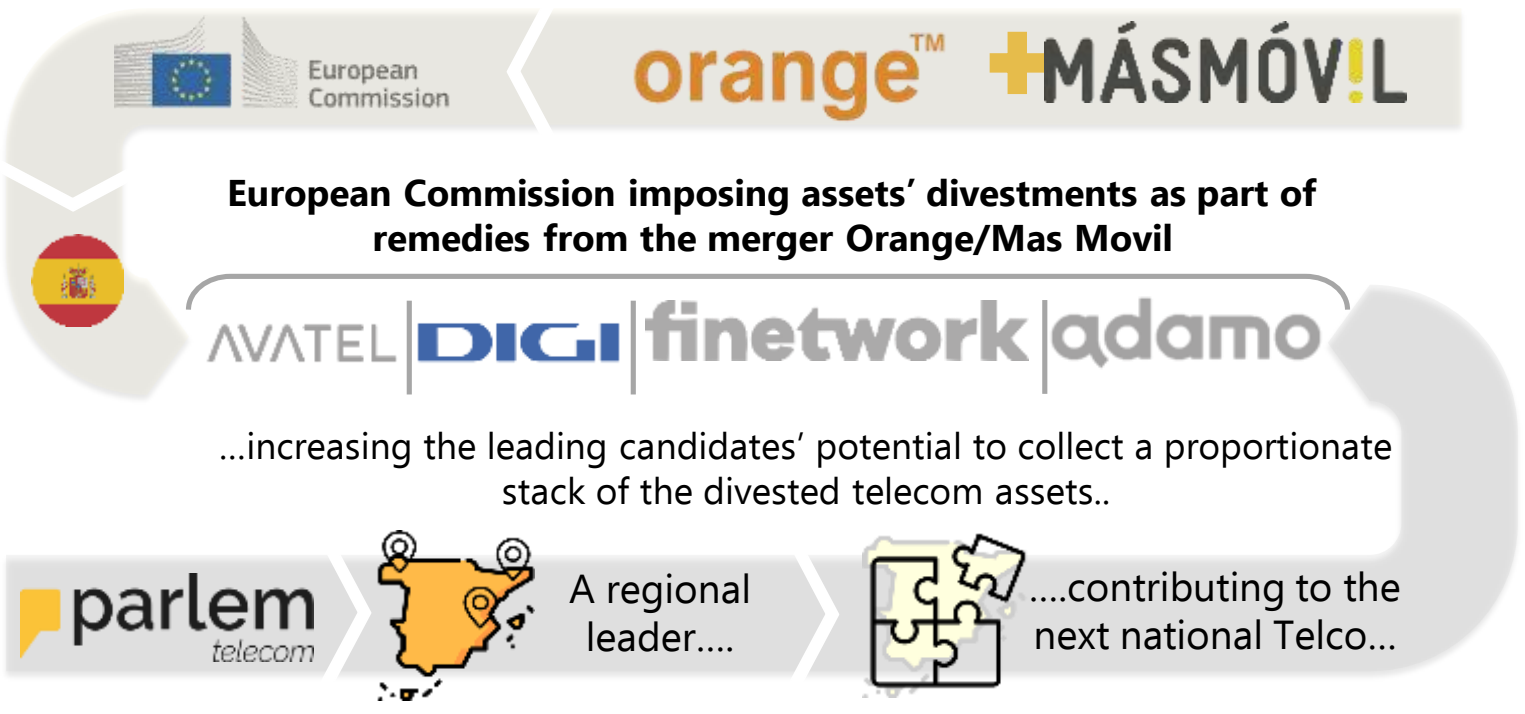 European
Commission
orange™
+MÁSMÓV!L
European Commission imposing assets’ divestments as part of
remedies from the merger Orange/Mas Movil
AVATEL DIGI finetwork adamo
...increasing the leading candidates’ potential to collect a proportionate
stack of the divested telecom assets..
parlem
telecom
A regional
leader....
....contributing to the
next national Telco...